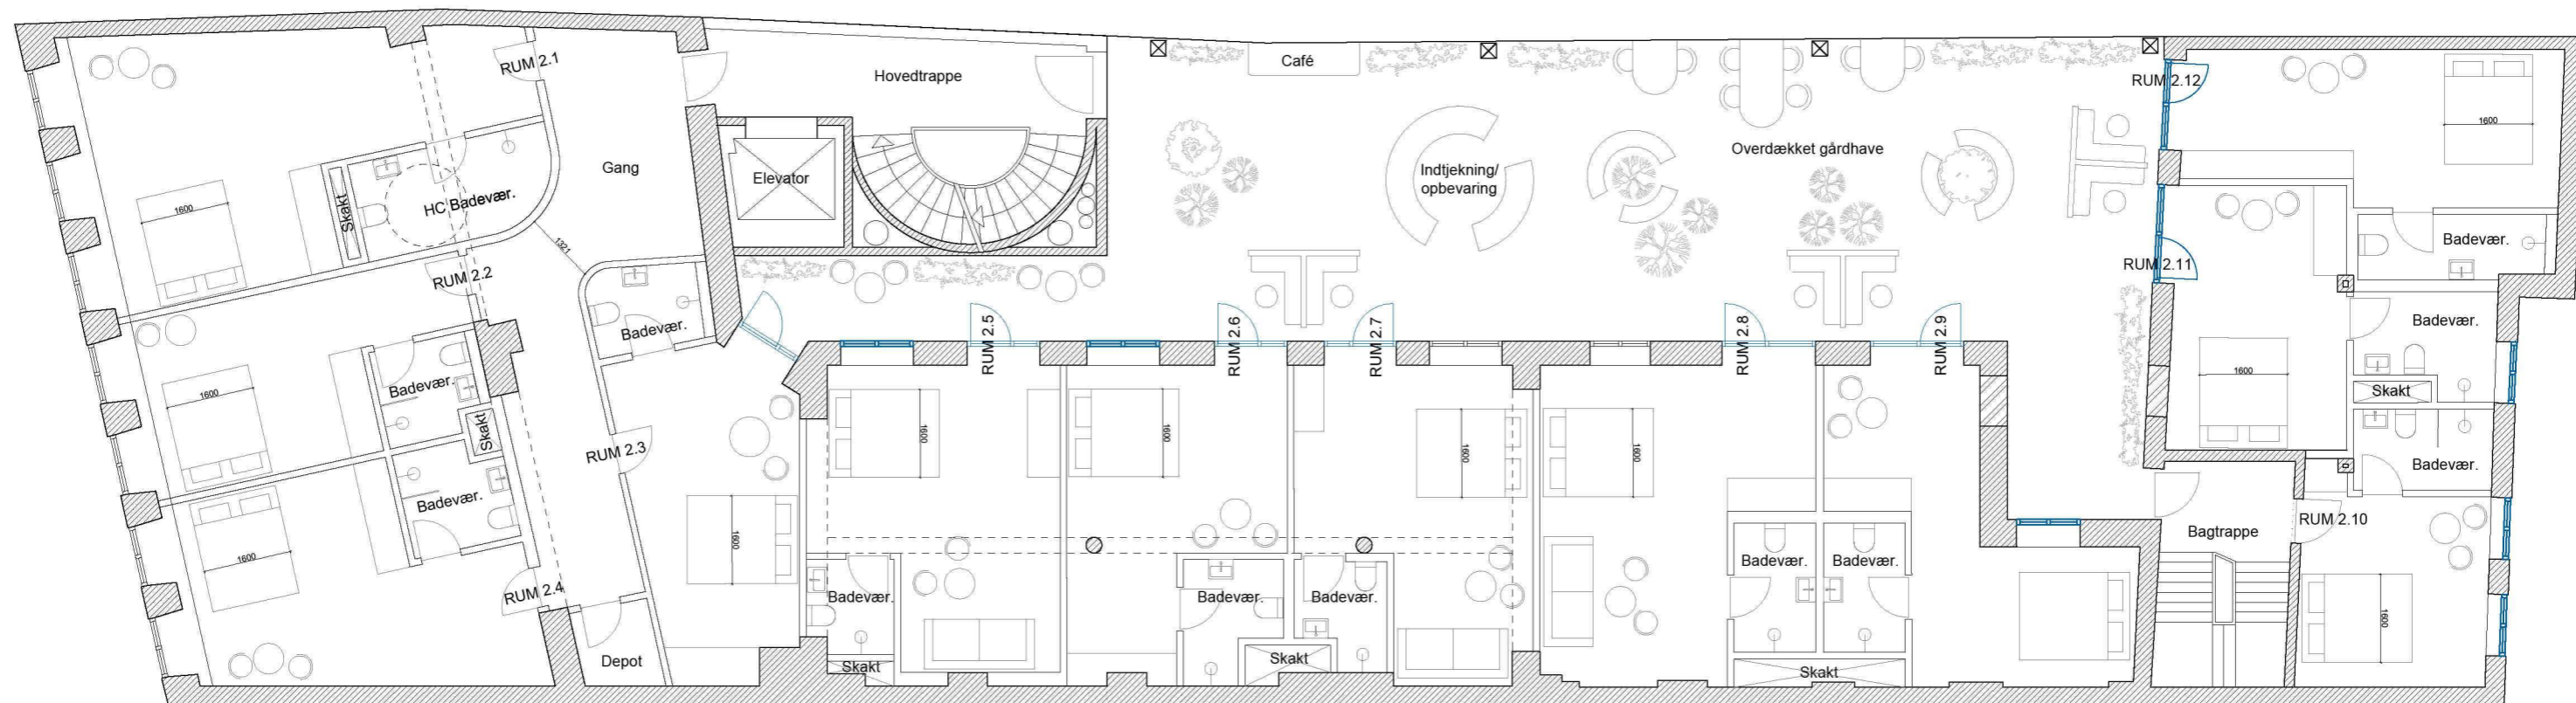 RUM 2.1
Hovedtrappe
Café
RUM 2.12
1600
Gang
Elevator
Indtjekning/
opbevaring
Overdækket gårdhave
1600
Skakt
HC Badevær.
1321
RUM 2.2
Badevær.
RUM 2.11
Badevær.
Badevær.
RUM 2.5
RUM 2.6
RUM 2.7
RUM 2.8
RUM 2.9
1600
Badevær.
Skakt
1600
Skakt
RUM 2.3
1600
1600
1600
1600
Badevær.
Badevær.
1600
1600
RUM 2.10
Bagtrappe
Badevær.
Badevær.
RUM 2.4
Badevær.
Badevær.
Badevær.
1600
Depot
Skakt
Skakt
Skakt